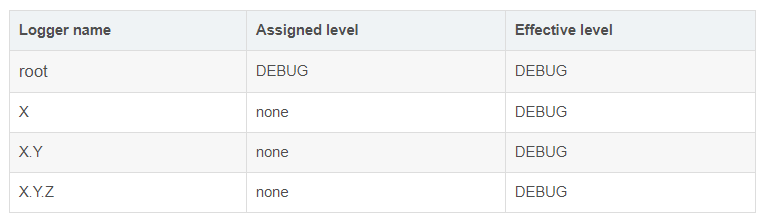 Logger name Assigned level Effective level
root DEBUG DEBUG
X none DEBUG
X.Y none DEBUG
X.Y.Z none DEBUG